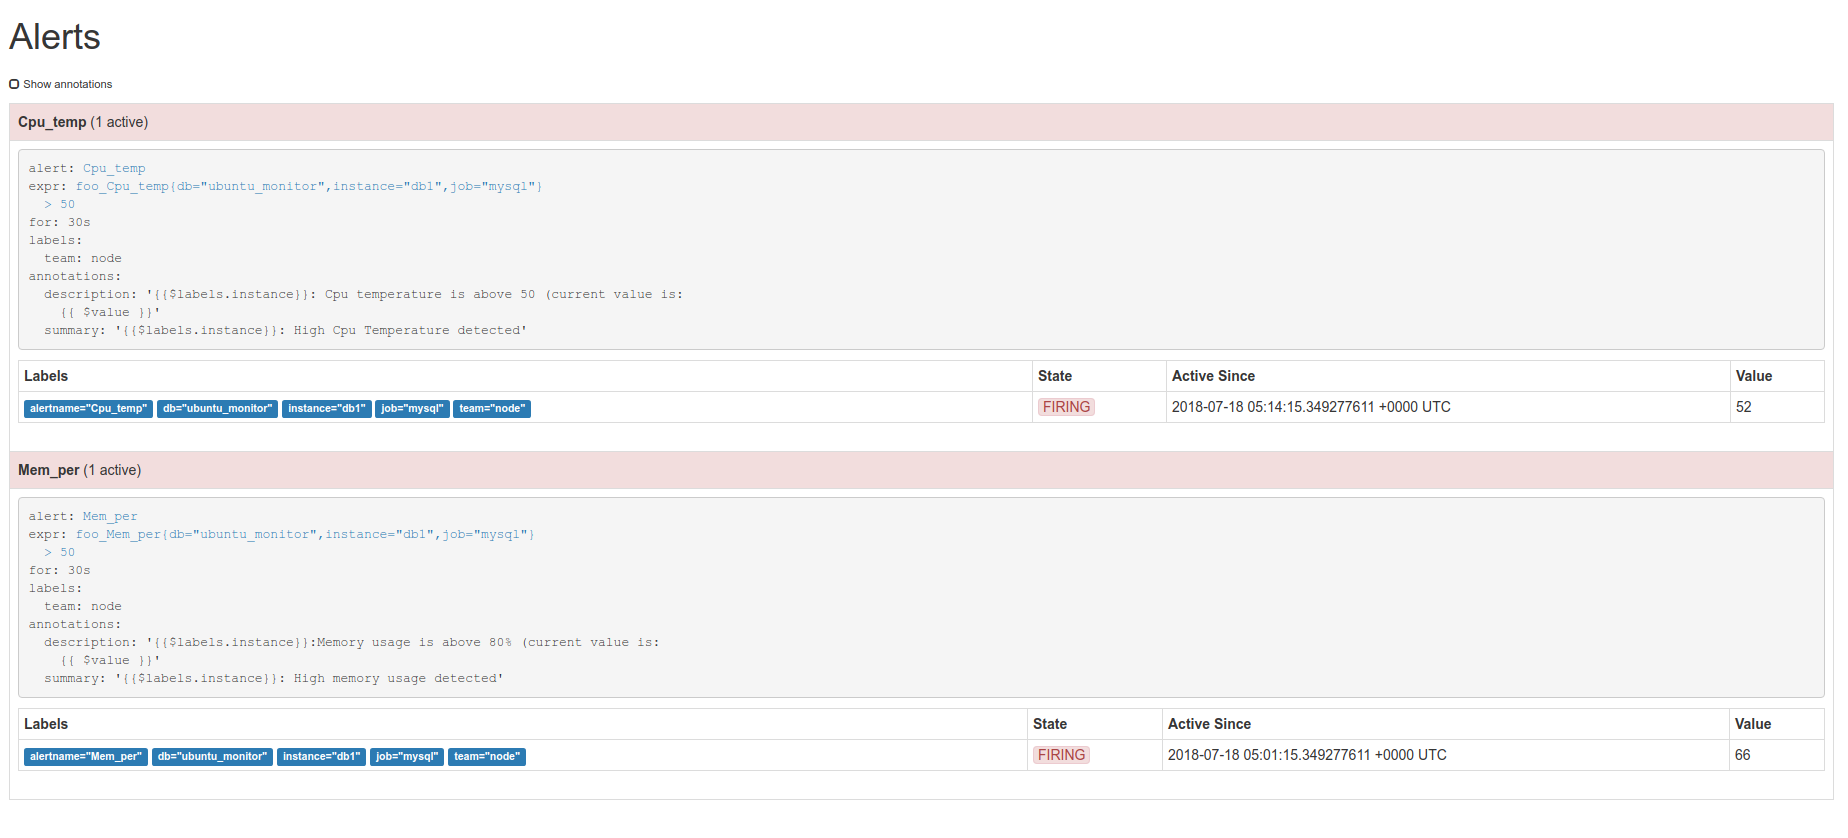 Alerts
Show annotations
Cpu_temp (1 active)
alert: Cpu_temp
expr: foo_Cpu_temp{db="ubuntu_monitor",instance="db1",job="mysql"}
> 50
for: 30s
labels:
team: node
annotations:
description: '{{$labels.instance}}: Cpu temperature is above 50 (current value is:
{{ $value }}'
summary: '{{$labels.instance}}: High Cpu Temperature detected'
Labels State Active Since Value
alertname="Cpu_temp" db="ubuntu_monitor" instance="db1" job="mysql" team="node" FIRING 2018-07-18 05:14:15.349277611 +0000 UTC 52
Mem_per (1 active)
alert: Mem_per
expr: foo_Mem_per{db="ubuntu_monitor",instance="db1",job="mysql"}
> 50
for: 30s
labels:
team: node
annotations:
description: '{{$labels.instance}}:Memory usage is above 80% (current value is:
{{ $value }}'
summary: '{{$labels.instance}}: High memory usage detected'
Labels State Active Since Value
alertname="Mem_per" db="ubuntu_monitor" instance="db1" job="mysql" team="node" FIRING 2018-07-18 05:01:15.349277611 +0000 UTC 66